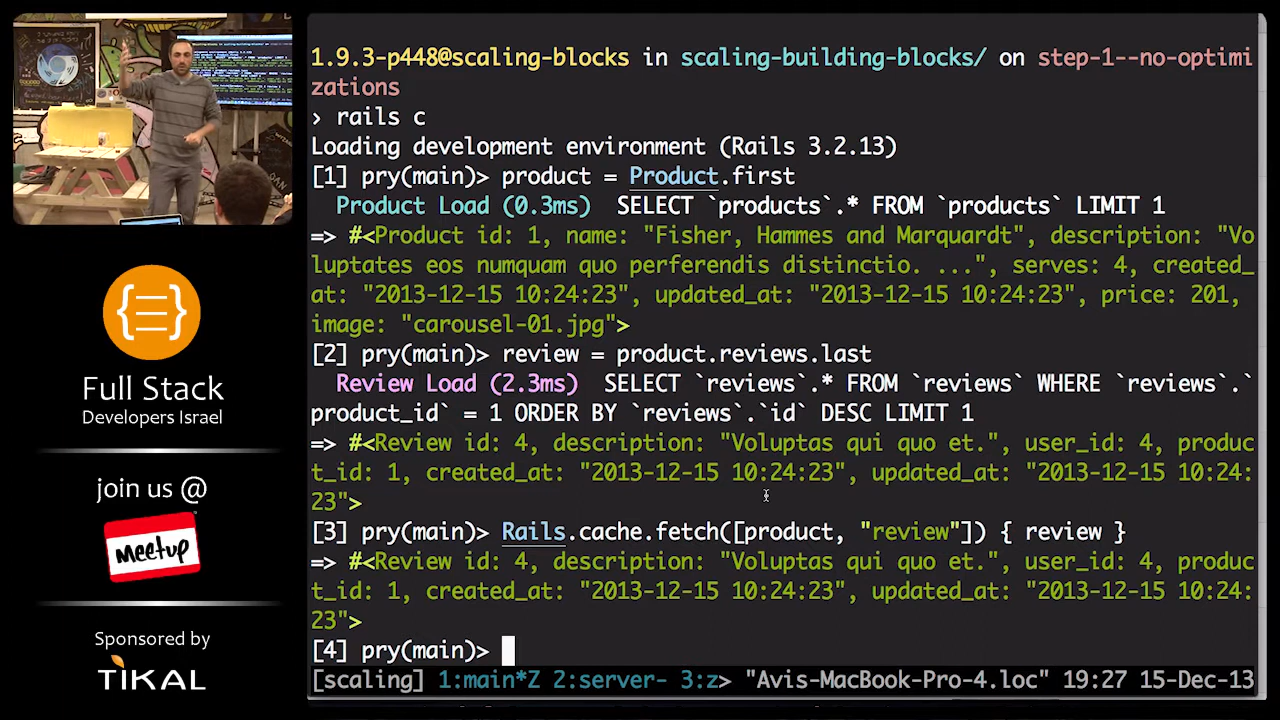 1.9.3-p448@scaling-blocks in scaling-building-blocks/ on step-1--no-optimi
zations
› rails c
Loading development environment (Rails 3.2.13)
[1] pry(main)> product = Product.first
Product Load (0.3ms)  SELECT `products`.* FROM `products` LIMIT 1
=> #<Product id: 1, name: "Fisher, Hammes and Marquardt", description: "Vo
luptates eos numquam quo perferendis distinctio. ...", serves: 4, created_
at: "2013-12-15 10:24:23", updated_at: "2013-12-15 10:24:23", price: 201,
image: "carousel-01.jpg">
[2] pry(main)> review = product.reviews.last
Review Load (2.3ms)  SELECT `reviews`.* FROM `reviews` WHERE `reviews`.`
product_id` = 1 ORDER BY `reviews`.`id` DESC LIMIT 1
=> #<Review id: 4, description: "Voluptas qui quo et.", user_id: 4, produc
t_id: 1, created_at: "2013-12-15 10:24:23", updated_at: "2013-12-15 10:24:
23">
[3] pry(main)> Rails.cache.fetch([product, "review"]) { review }
=> #<Review id: 4, description: "Voluptas qui quo et.", user_id: 4, produc
t_id: 1, created_at: "2013-12-15 10:24:23", updated_at: "2013-12-15 10:24:
23">
[4] pry(main)>
[scaling] 1:main*Z 2:server- 3:z> "Avis-MacBook-Pro-4.loc" 19:27 15-Dec-13
{≡}
Full Stack
Developers Israel
join us @
Meetup
Sponsored by
TIKAL